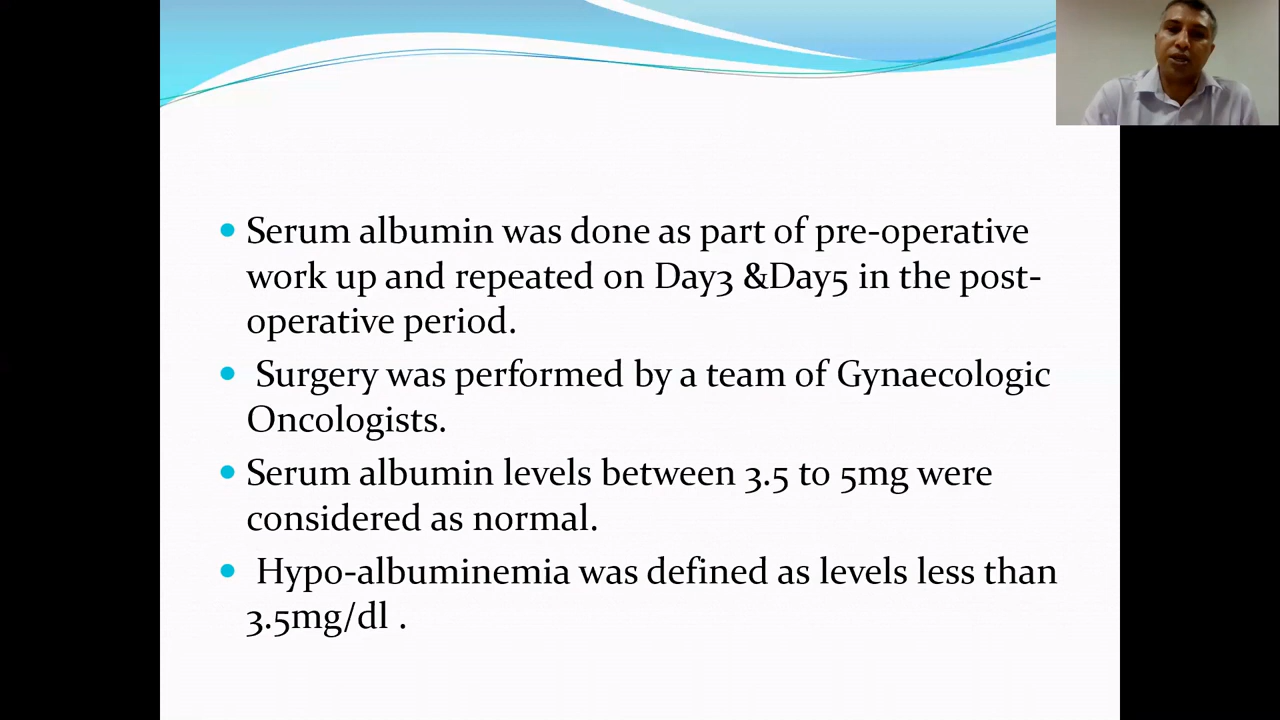 Serum albumin was done as part of pre-operative
work up and repeated on Day3 &Day5 in the post-
operative period.
Surgery was performed by a team of Gynaecologic
Oncologists.
Serum albumin levels between 3.5 to 5mg were
considered as normal.
Hypo-albuminemia was defined as levels less than
3.5mg/dl .